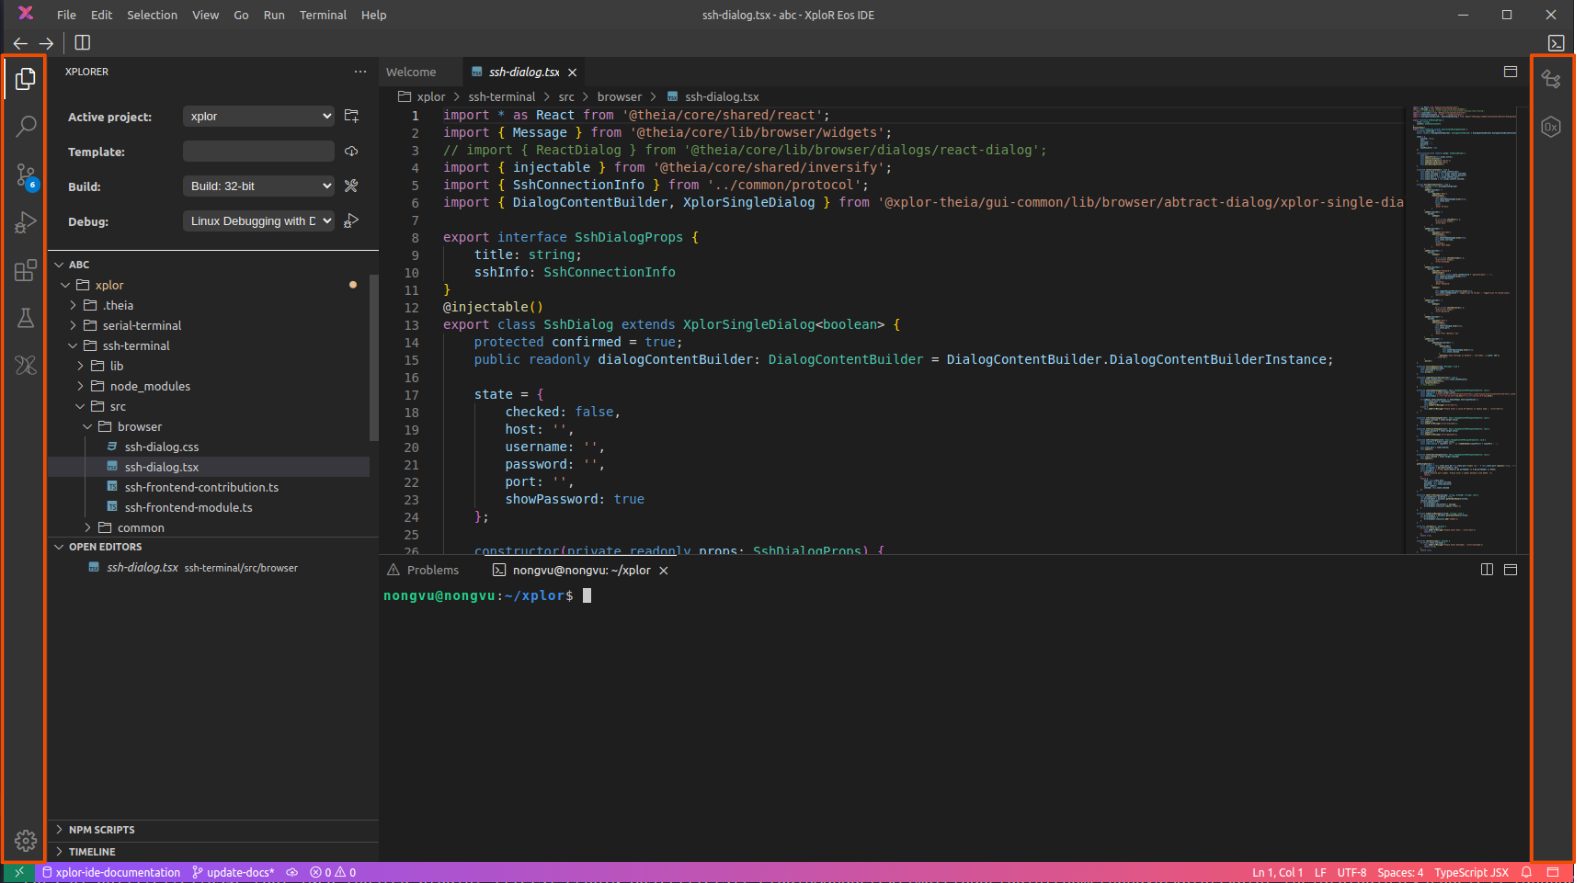 File Edit Selection View Go Run Terminal Help
ssh-dialog.tsx - abc - XploR Eos IDE
XPLORER
Active project: xplor
Template:
Build: Build: 32-bit
Debug: Linux Debugging with D
ABC
xplor
.theia
serial-terminal
ssh-terminal
lib
node_modules
src
browser
ssh-dialog.css
ssh-dialog.tsx
ssh-frontend-contribution.ts
ssh-frontend-module.ts
common
OPEN EDITORS
ssh-dialog.tsx ssh-terminal/src/browser
NPM SCRIPTS
TIMELINE
6
Welcome ssh-dialog.tsx
xplor > ssh-terminal > src > browser > ssh-dialog.tsx
1 import * as React from '@theia/core/shared/react';
2 import { Message } from '@theia/core/lib/browser/widgets';
3 // import { ReactDialog } from '@theia/core/lib/browser/dialogs/react-dialog';
4 import { injectable } from '@theia/core/shared/inversify';
5 import { SshConnectionInfo } from '../common/protocol';
6 import { DialogContentBuilder, XplorSingleDialog } from '@xplor-theia/gui-common/lib/browser/abtract-dialog/xplor-single-dia
7
8 export interface SshDialogProps {
9 title: string;
10 sshInfo: SshConnectionInfo
11 }
12 @injectable()
13 export class SshDialog extends XplorSingleDialog<boolean> {
14 protected confirmed = true;
15 public readonly dialogContentBuilder: DialogContentBuilder = DialogContentBuilder.DialogContentBuilderInstance;
16
17 state = {
18 checked: false,
19 host: '',
20 username: '',
21 password: '',
22 port: '',
23 showPassword: true
24 };
25
26 constructor(private readonly props: SshDialogProps) {
Problems nongvu@nongvu: ~/xplor
nongvu@nongvu:~/xplor$
0x
xplor-ide-documentation update-docs* 0 0
Ln 1, Col 1 LF UTF-8 Spaces: 4 TypeScript JSX